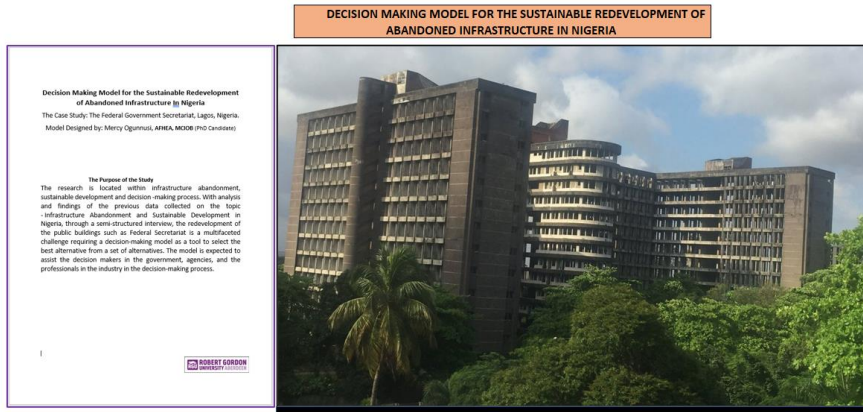 DECISION MAKING MODEL FOR THE SUSTAINABLE REDEVELOPMENT OF
ABANDONED INFRASTRUCTURE IN NIGERIA
Decision Making Model for the Sustainable Redevelopment
of Abandoned Infrastructure In Nigeria
The Case Study: The Federal Government Secretariat, Lagos, Nigeria.
Model Designed by: Mercy Ogunnusi, AFHEA, MCIOB (PhD Candidate)
The Purpose of the Study
The research is located within infrastructure abandonment,
sustainable development and decision -making process. With analysis
and findings of the previous data collected on the topic
- Infrastructure Abandonment and Sustainable Development in
Nigeria, through a semi-structured interview, the redevelopment of
the public buildings such as Federal Secretariat is a multifaceted
challenge requiring a decision-making model as a tool to select the
best alternative from a set of alternatives. The model is expected to
assist the decision makers in the government, agencies, and the
professionals in the industry in the decision-making process.
ROBERT GORDON
UNIVERSITY ABERDEEN